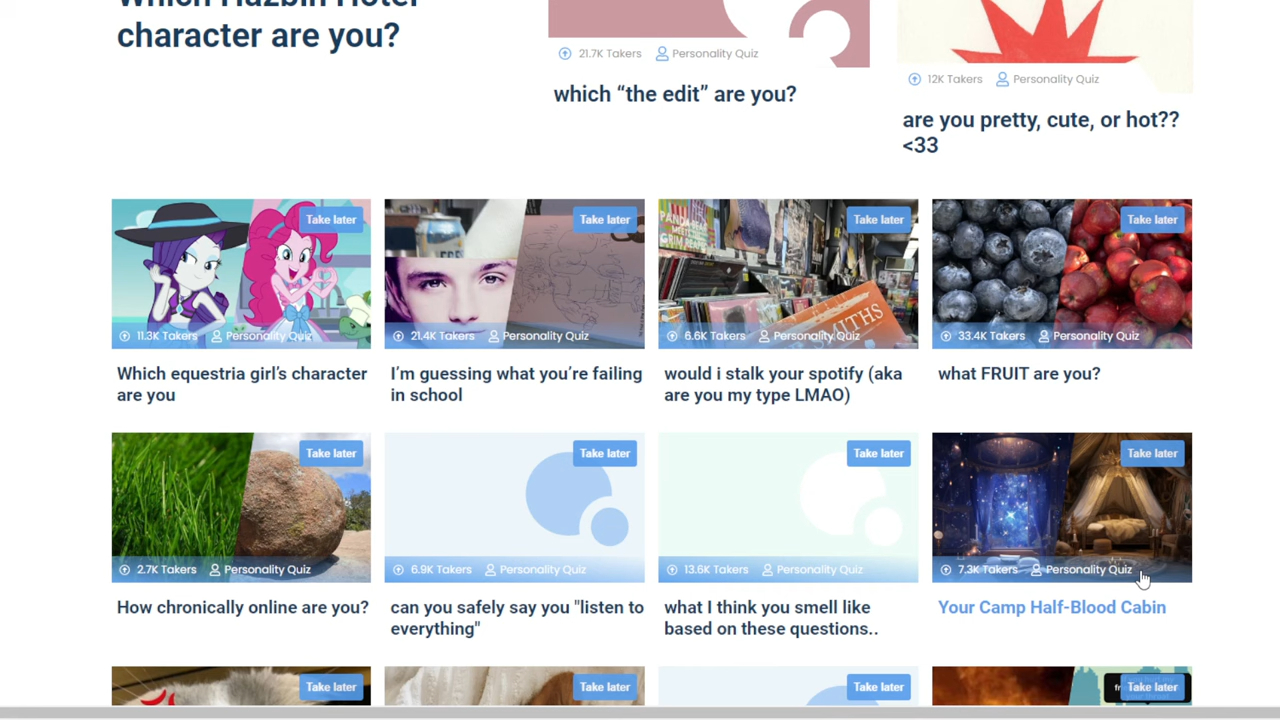 Which Hazbin Hotel
character are you?
21.7K Takers Personality Quiz
which “the edit” are you?
12K Takers Personality Quiz
are you pretty, cute, or hot??
<33
Take later
11.3K Takers Personality Quiz
Which equestria girl’s character
are you
Take later
21.4K Takers Personality Quiz
I’m guessing what you’re failing
in school
PANDA BEAR
MEETS
GRIM REAPER
SMITHS
Take later
6.6K Takers Personality Quiz
would i stalk your spotify (aka
are you my type LMAO)
Take later
33.4K Takers Personality Quiz
what FRUIT are you?
Take later
2.7K Takers Personality Quiz
How chronically online are you?
Take later
6.9K Takers Personality Quiz
can you safely say you "listen to
everything"
Take later
13.6K Takers Personality Quiz
what I think you smell like
based on these questions..
Take later
7.3K Takers Personality Quiz
Your Camp Half-Blood Cabin
Take later
Take later
Take later
Take later